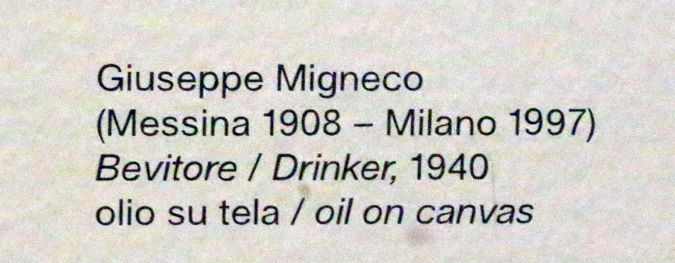 Giuseppe Migneco
(Messina 1908 – Milano 1997)
Bevitore / Drinker, 1940
olio su tela / oil on canvas